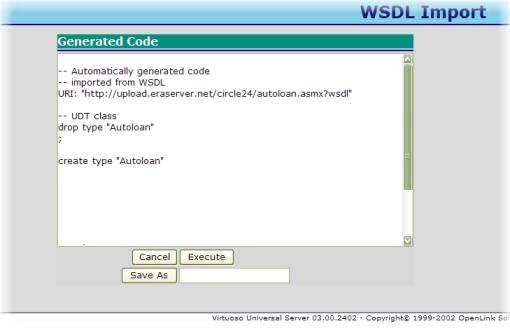 WSDL Import
Generated Code
-- Automatically generated code
-- imported from WSDL
URI: "http://upload.eraserver.net/circle24/autoloan.asmx?wsdl"
-- UDT class
drop type "Autoloan"
;
create type "Autoloan"
Cancel Execute
Save As
Virtuoso Universal Server 03.00.2402 - Copyright© 1999-2002 OpenLink So